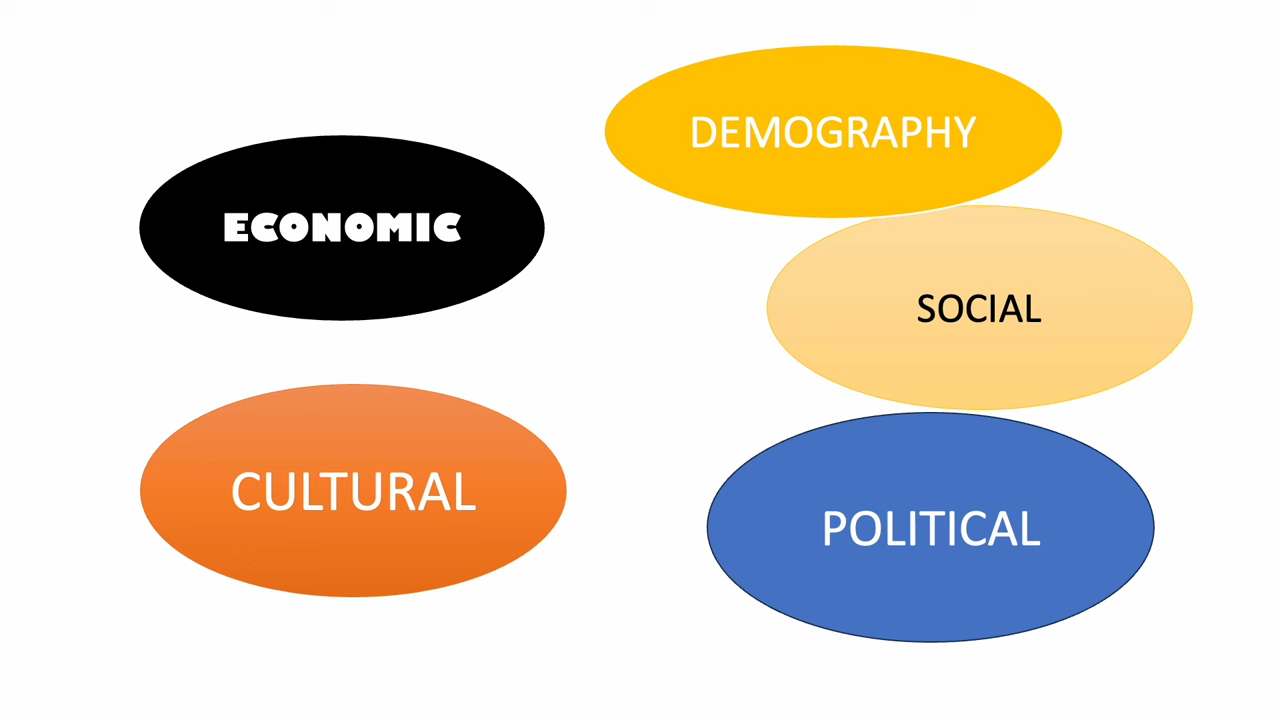 DEMOGRAPHY
ECONOMIC
SOCIAL
CULTURAL
POLITICAL